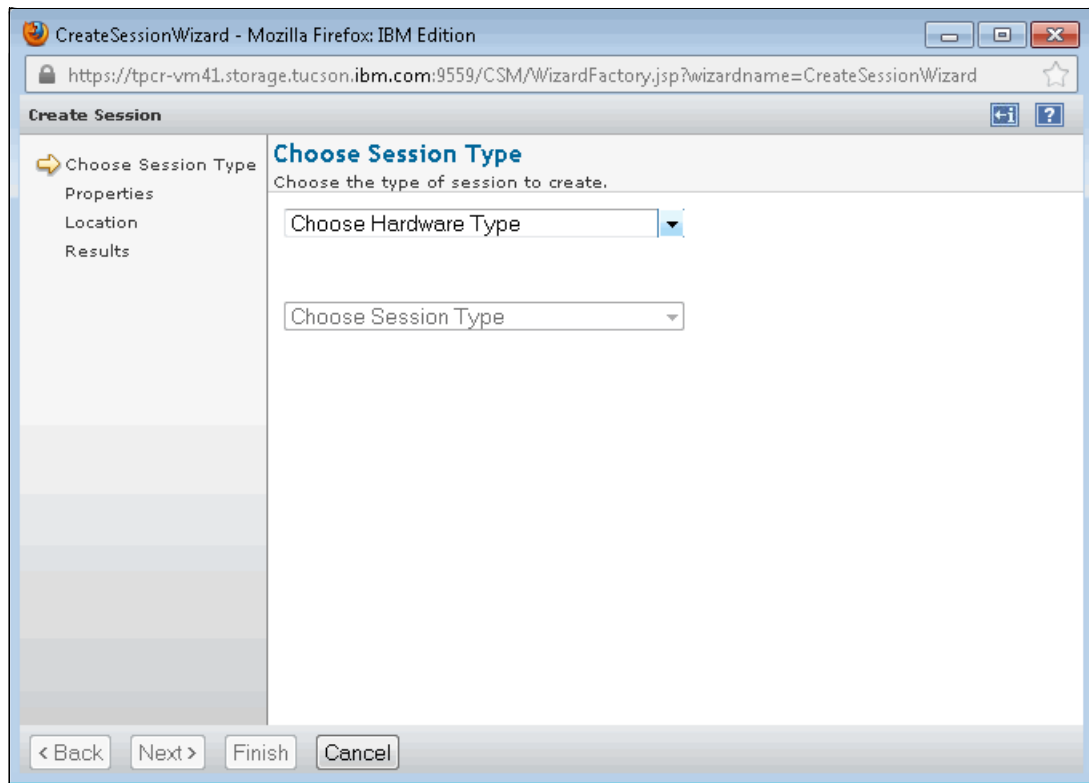 CreateSessionWizard - Mozilla Firefox: IBM Edition
https://tpcr-vm41.storage.tucson.ibm.com:9559/CSM/WizardFactory.jsp?wizardname=CreateSessionWizard
Create Session
Choose Session Type
Properties
Location
Results
Choose Session Type
Choose the type of session to create.
Choose Hardware Type
Choose Session Type
< Back Next > Finish Cancel